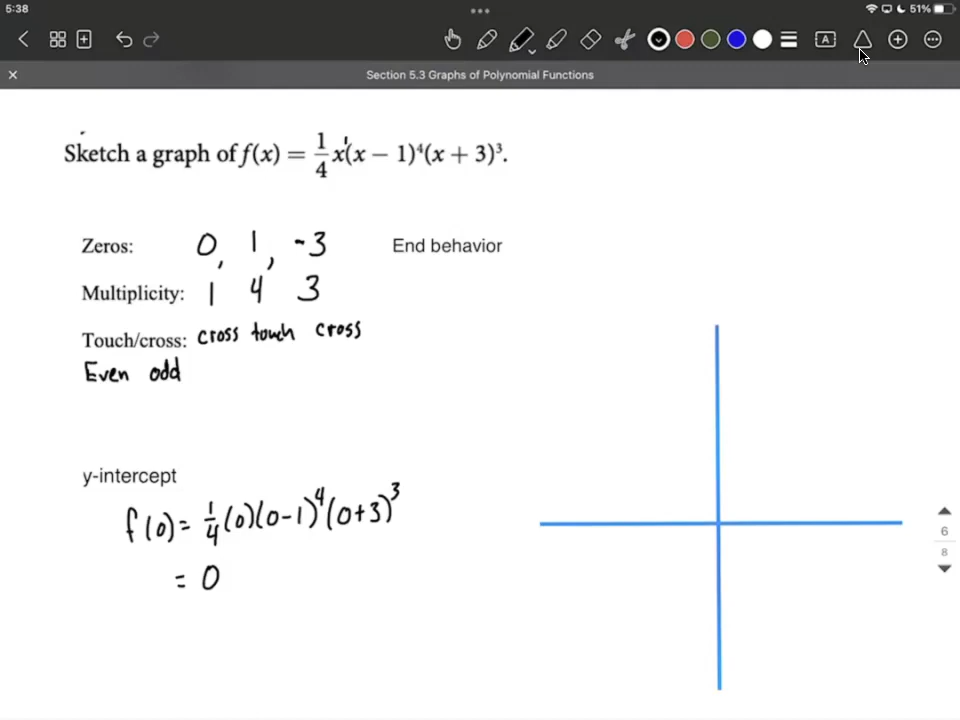 5:38
51%
A
Section 5.3 Graphs of Polynomial Functions
Sketch a graph of f(x) = 1/4 x¹(x − 1)⁴(x + 3)³.
Zeros: 0, 1, -3
End behavior
Multiplicity: 1 4 3
Touch/cross: cross touch cross
Even odd
y-intercept
f(0) = 1/4 (0)(0-1)⁴(0+3)³
= 0
6
8